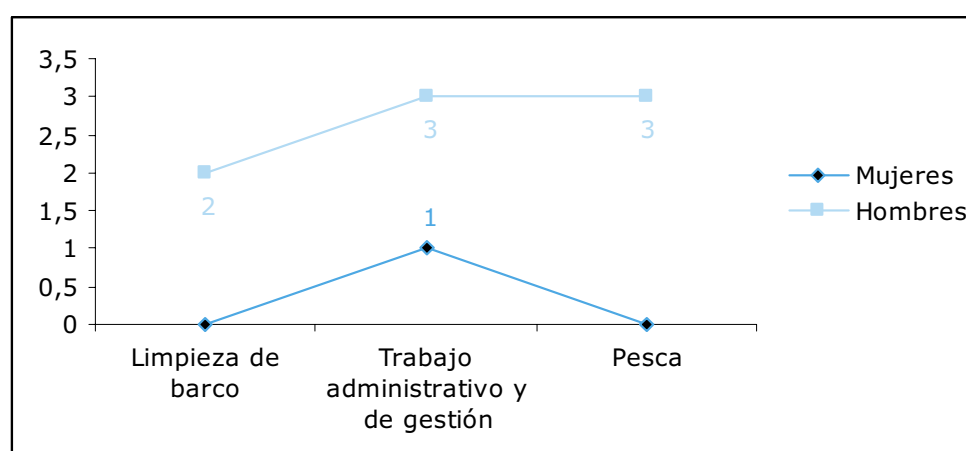 3,5
3
2,5
2
1,5
1
0,5
0
2
3
3
1
Limpieza de
barco
Trabajo
administrativo y
de gestión
Pesca
Mujeres
Hombres